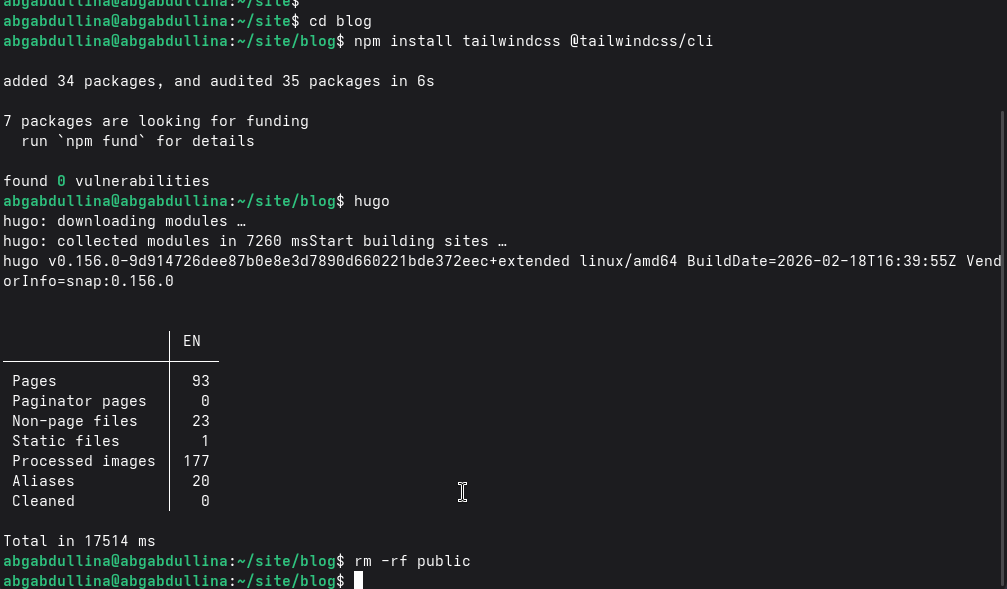 abgabdullina@abgabdullina:~/site$
abgabdullina@abgabdullina:~/site$ cd blog
abgabdullina@abgabdullina:~/site/blog$ npm install tailwindcss @tailwindcss/cli
added 34 packages, and audited 35 packages in 6s
7 packages are looking for funding
  run `npm fund` for details
found 0 vulnerabilities
abgabdullina@abgabdullina:~/site/blog$ hugo
hugo: downloading modules …
hugo: collected modules in 7260 msStart building sites …
hugo v0.156.0-9d914726dee87b0e8e3d7890d660221bde372eec+extended linux/amd64 BuildDate=2026-02-18T16:39:55Z Vend
orInfo=snap:0.156.0
EN
Pages 93
Paginator pages 0
Non-page files 23
Static files 1
Processed images 177
Aliases 20
Cleaned 0
Total in 17514 ms
abgabdullina@abgabdullina:~/site/blog$ rm -rf public
abgabdullina@abgabdullina:~/site/blog$